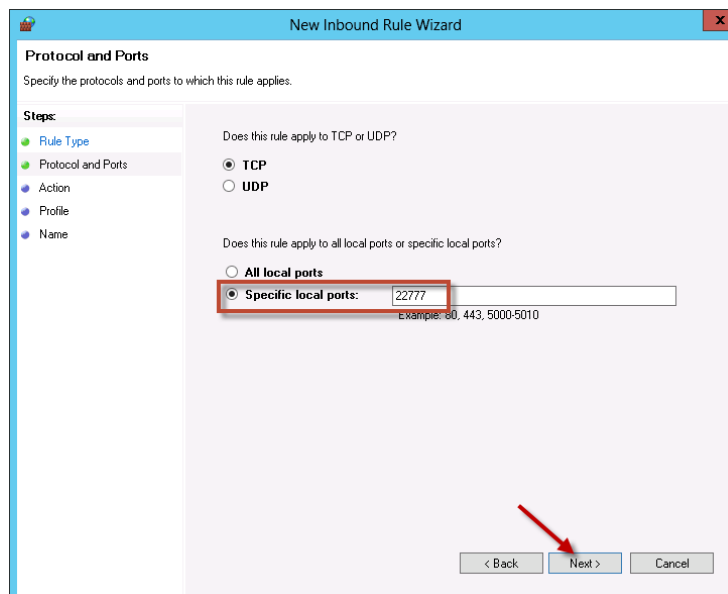 New Inbound Rule Wizard
x
Protocol and Ports
Specify the protocols and ports to which this rule applies.
Steps:
Rule Type
Protocol and Ports
Action
Profile
Name
Does this rule apply to TCP or UDP?
TCP
UDP
Does this rule apply to all local ports or specific local ports?
All local ports
Specific local ports: 22777
Example: 80, 443, 5000-5010
< Back Next > Cancel